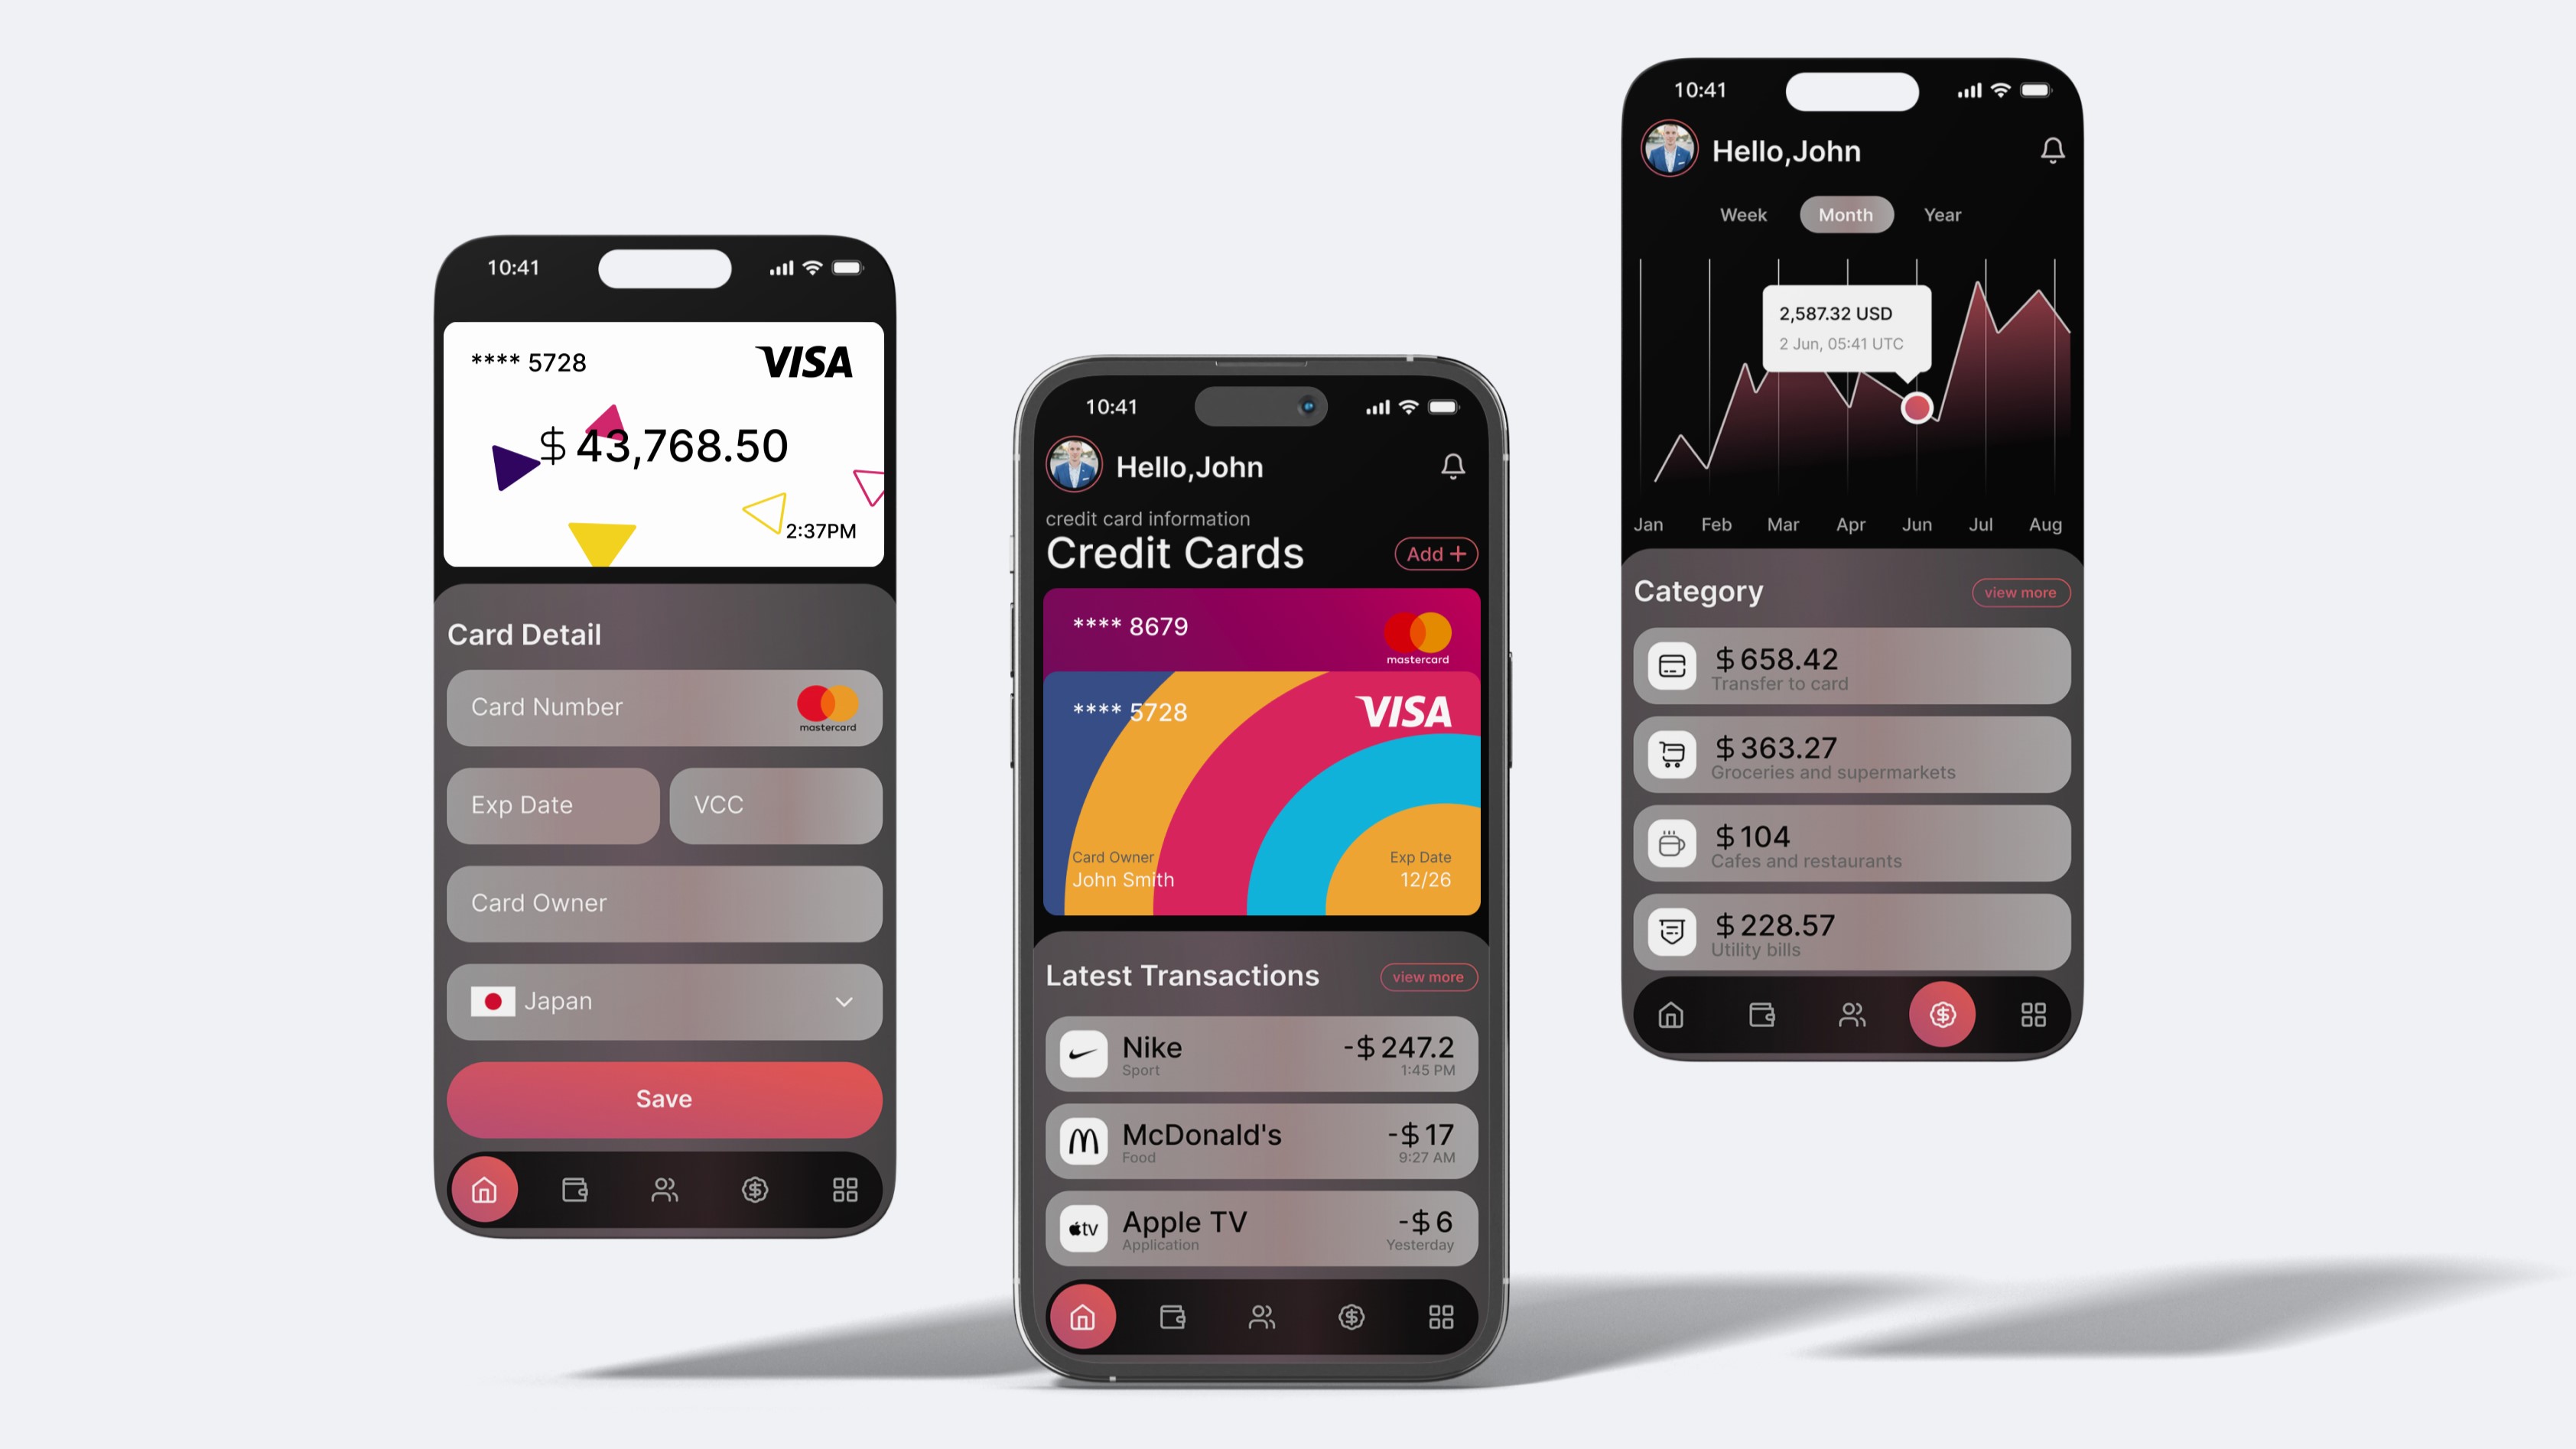 10:41
**** 5728
VISA
$ 43,768.50
2:37PM
Card Detail
Card Number
mastercard
Exp Date
VCC
Card Owner
Japan
Save
10:41
Hello,John
credit card information
Credit Cards
Add +
**** 8679
mastercard
**** 5728
VISA
Card Owner
Exp Date
John Smith
12/26
Latest Transactions
view more
Nike
-$ 247.2
Sport
1:45 PM
McDonald's
-$ 17
Food
9:27 AM
tv
Apple TV
-$ 6
Application
Yesterday
10:41
Hello,John
Week
Month
Year
2,587.32 USD
2 Jun, 05:41 UTC
Jan Feb Mar Apr Jun Jul Aug
Category
view more
$ 658.42
Transfer to card
$ 363.27
Groceries and supermarkets
$ 104
Cafes and restaurants
$ 228.57
Utility bills